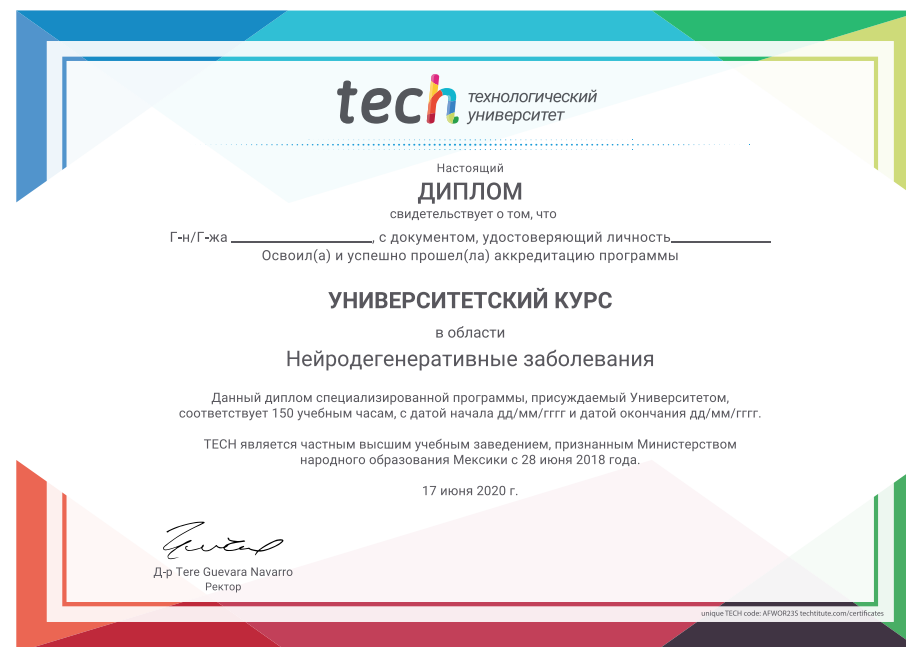 tech технологический
университет
Настоящий
ДИПЛОМ
свидетельствует о том, что
Г-н/Г-жа ____________________, с документом, удостоверяющий личность______________
Освоил(а) и успешно прошел(ла) аккредитацию программы
УНИВЕРСИТЕТСКИЙ КУРС
в области
Нейродегенеративные заболевания
Данный диплом специализированной программы, присуждаемый Университетом,
соответствует 150 учебным часам, с датой начала дд/мм/гггг и датой окончания дд/мм/гггг.
TECH является частным высшим учебным заведением, признанным Министерством
народного образования Мексики с 28 июня 2018 года.
17 июня 2020 г.
Д-р Tere Guevara Navarro
Ректор
unique TECH code: AFWOR23S techtitute.com/certificates